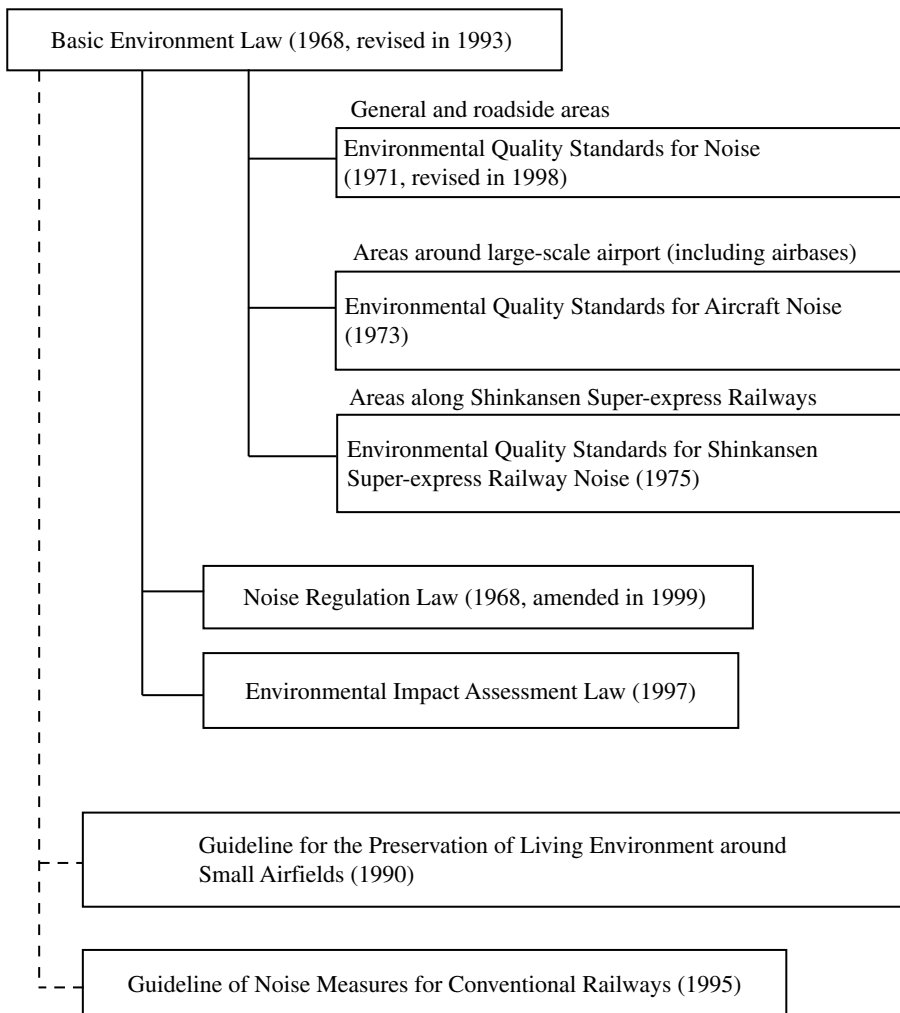 Basic Environment Law (1968, revised in 1993)
General and roadside areas
Environmental Quality Standards for Noise
(1971, revised in 1998)
Areas around large-scale airport (including airbases)
Environmental Quality Standards for Aircraft Noise
(1973)
Areas along Shinkansen Super-express Railways
Environmental Quality Standards for Shinkansen
Super-express Railway Noise (1975)
Noise Regulation Law (1968, amended in 1999)
Environmental Impact Assessment Law (1997)
Guideline for the Preservation of Living Environment around
Small Airfields (1990)
Guideline of Noise Measures for Conventional Railways (1995)